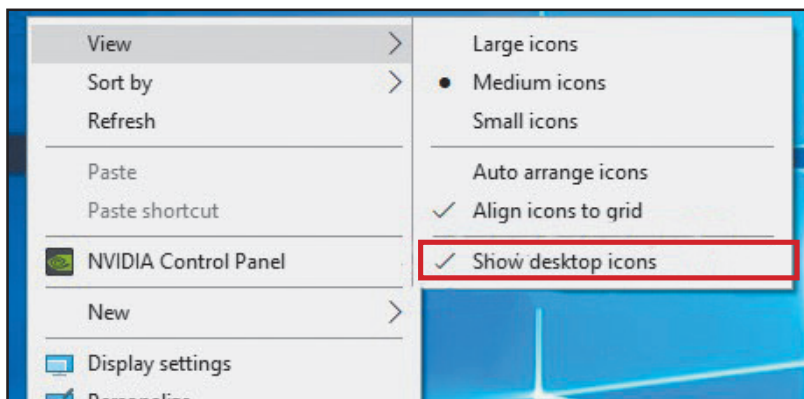 View
Sort by
Refresh
Paste
Paste shortcut
NVIDIA Control Panel
New
Display settings
Personalize
Large icons
Medium icons
Small icons
Auto arrange icons
Align icons to grid
Show desktop icons